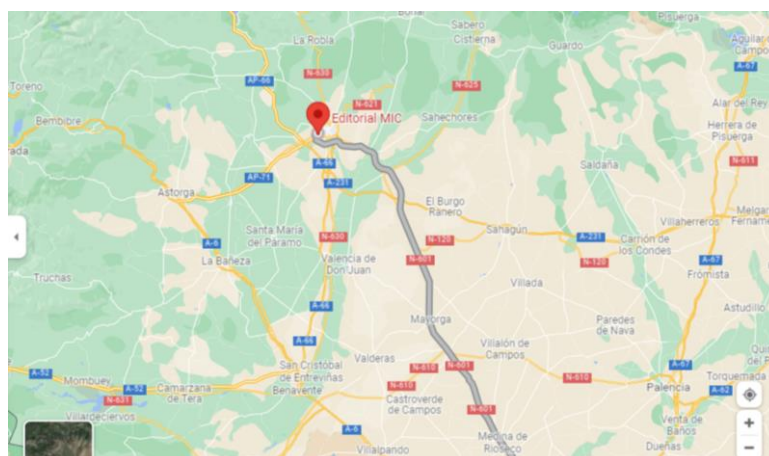 Boñar
Pisuerga
Sabero
Cistierna
La Robla
Guardo
Aguilar de
Campoo
A-67
N-630
AP-66
N-625
Toreno
N-621
Alar del Rey
Editorial MIC
Sahechores
Bembibre
Herrera de
Pisuerga
A-66
N-611
Saldaña
AP-71
A-231
Astorga
El Burgo
Ranero
Melgar
Villaherreros
Santa María
del Páramo
N-630
Sahagún
A-231
A-6
N-120
Carrión de
los Condes
La Bañeza
Valencia de
Don Juan
N-601
N-120
A-67
Truchas
Villada
Frómista
A-66
Astudillo
Mayorga
Paredes
de Nava
A-66
Villalón de
Campos
San Cristóbal
de Entreviñas
Valderas
N-601
A-67
A-52
Mombuey
A-52
Camarzana
de Tera
Benavente
N-610
N-610
Torquemada
Palencia
A-62
N-631
Castroverde
de Campos
N-601
Villardeciervos
A-6
Venta de
Baños
Medina de
Rioseco
Villalpando
Dueñas